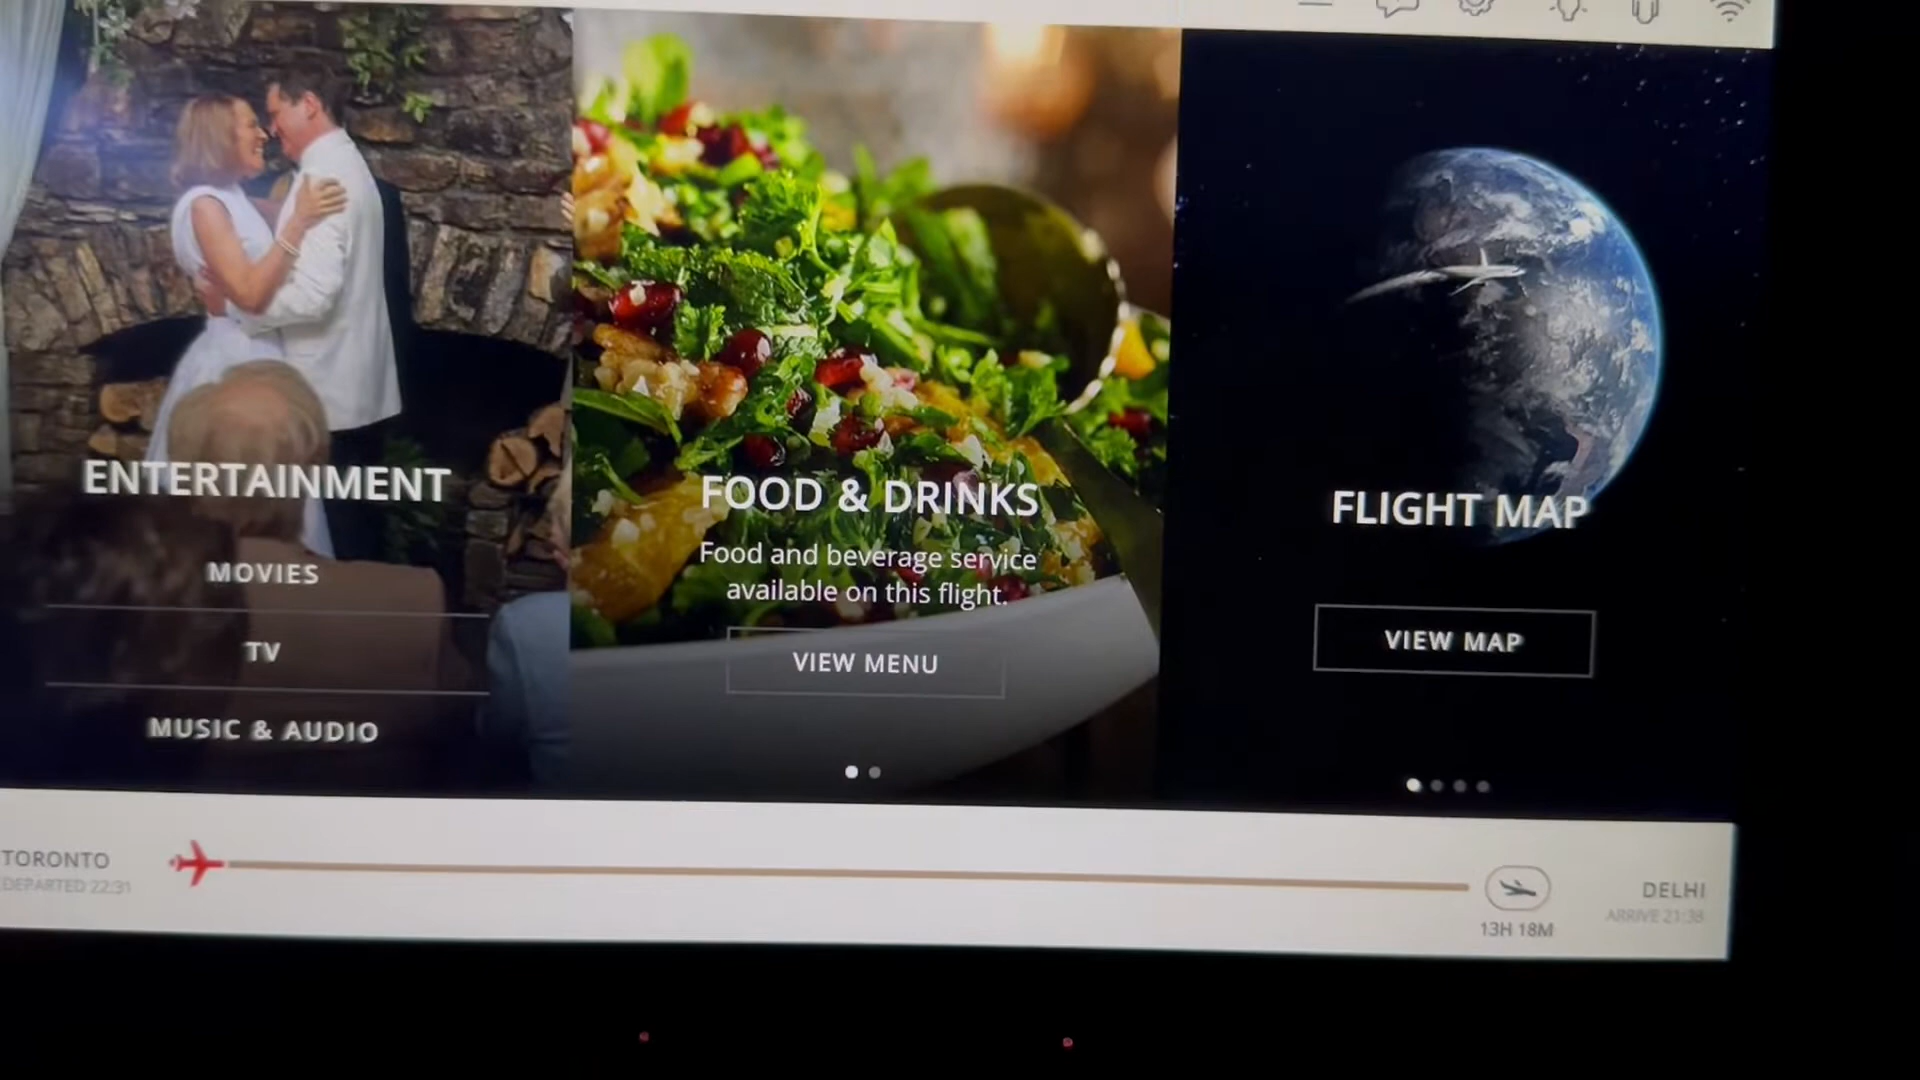 ENTERTAINMENT
MOVIES
TV
MUSIC & AUDIO
FOOD & DRINKS
Food and beverage service
available on this flight.
VIEW MENU
FLIGHT MAP
VIEW MAP
TORONTO
DEPARTED 22:31
13H 18M
DELHI
ARRIVE 21:38